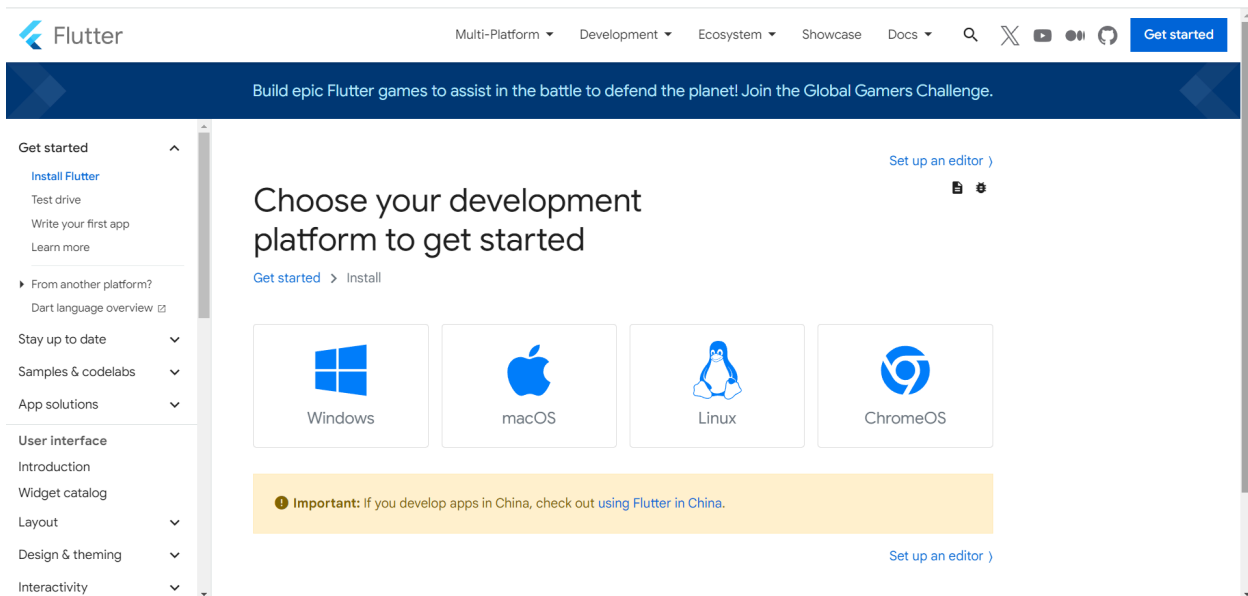 Flutter
Multi-Platform
Development
Ecosystem
Showcase
Docs
Get started
Build epic Flutter games to assist in the battle to defend the planet! Join the Global Gamers Challenge.
Get started
Install Flutter
Test drive
Write your first app
Learn more
From another platform?
Dart language overview
Stay up to date
Samples & codelabs
App solutions
User interface
Introduction
Widget catalog
Layout
Design & theming
Interactivity
Set up an editor ⟩
Choose your development
platform to get started
Get started > Install
Windows
macOS
Linux
ChromeOS
Important: If you develop apps in China, check out using Flutter in China.
Set up an editor ⟩